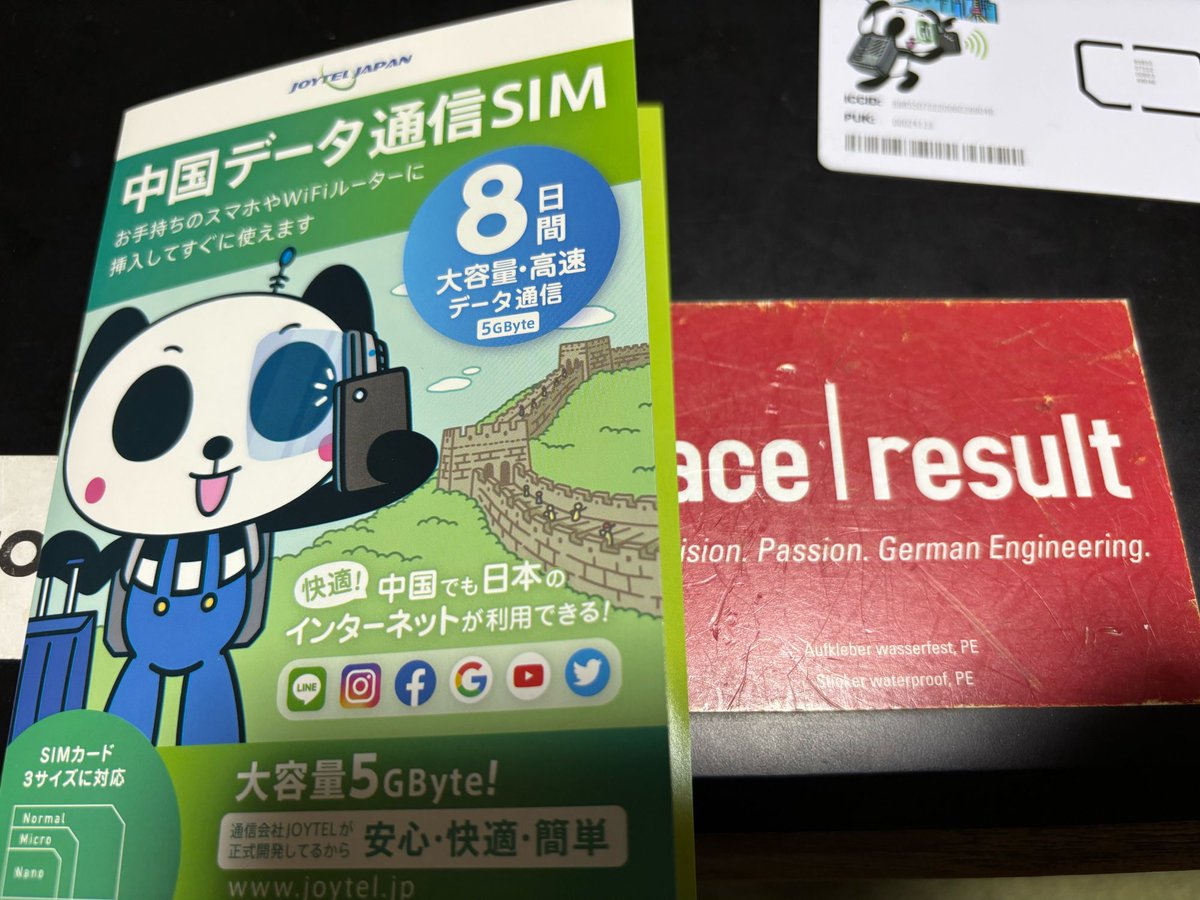 JOYTEL JAPAN
中国データ通信SIM
お手持ちのスマホやWiFiルーターに
挿入してすぐに使えます
8日間
大容量・高速
データ通信
5GByte
快適!
中国でも日本の
インターネットが利用できる!
LINE
SIMカード
3サイズに対応
Normal
Micro
Nano
大容量5GByte!
通信会社JOYTELが
正式開発してるから
安心・快適・簡単
www.joytel.jp
ICCID:
PUK:
ace result
ision. Passion. German Engineering.
Aufkleber wasserfest, PE
Sticker waterproof, PE